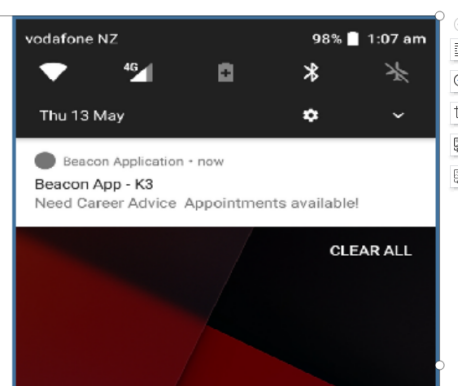 vodafone NZ 98% 1:07 am
4G
Thu 13 May
Beacon Application • now
Beacon App - K3
Need Career Advice Appointments available!
CLEAR ALL